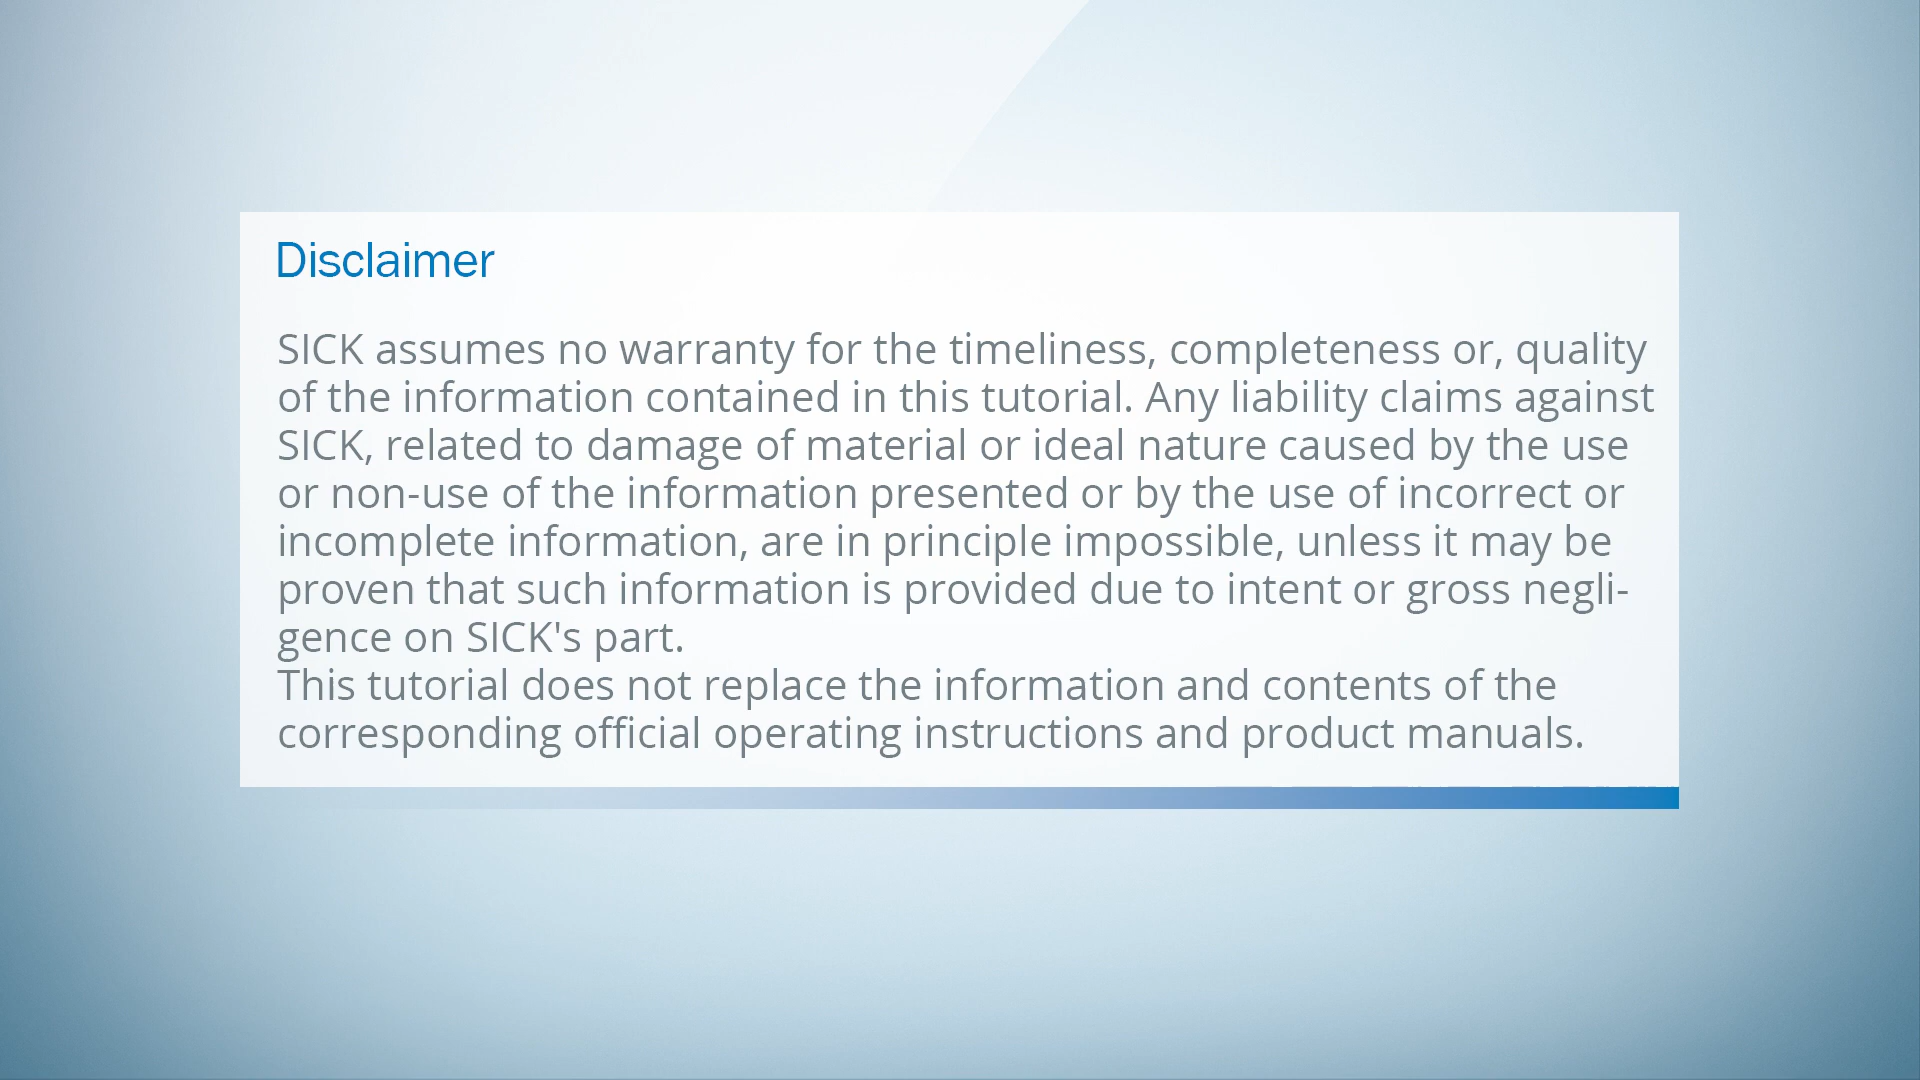 Disclaimer
SICK assumes no warranty for the timeliness, completeness or, quality
of the information contained in this tutorial. Any liability claims against
SICK, related to damage of material or ideal nature caused by the use
or non-use of the information presented or by the use of incorrect or
incomplete information, are in principle impossible, unless it may be
proven that such information is provided due to intent or gross negli-
gence on SICK's part.
This tutorial does not replace the information and contents of the
corresponding official operating instructions and product manuals.